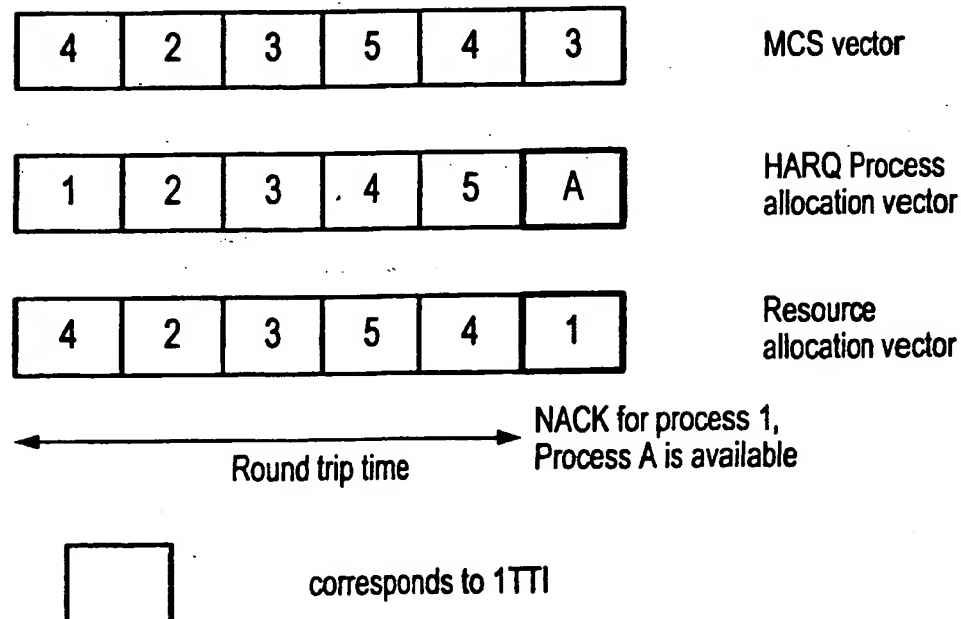 4 2 3 5 4 3 MCS vector
1 2 3 4 5 A HARQ Process
allocation vector
4 2 3 5 4 1 Resource
allocation vector
Round trip time
NACK for process 1,
Process A is available
corresponds to 1TTI